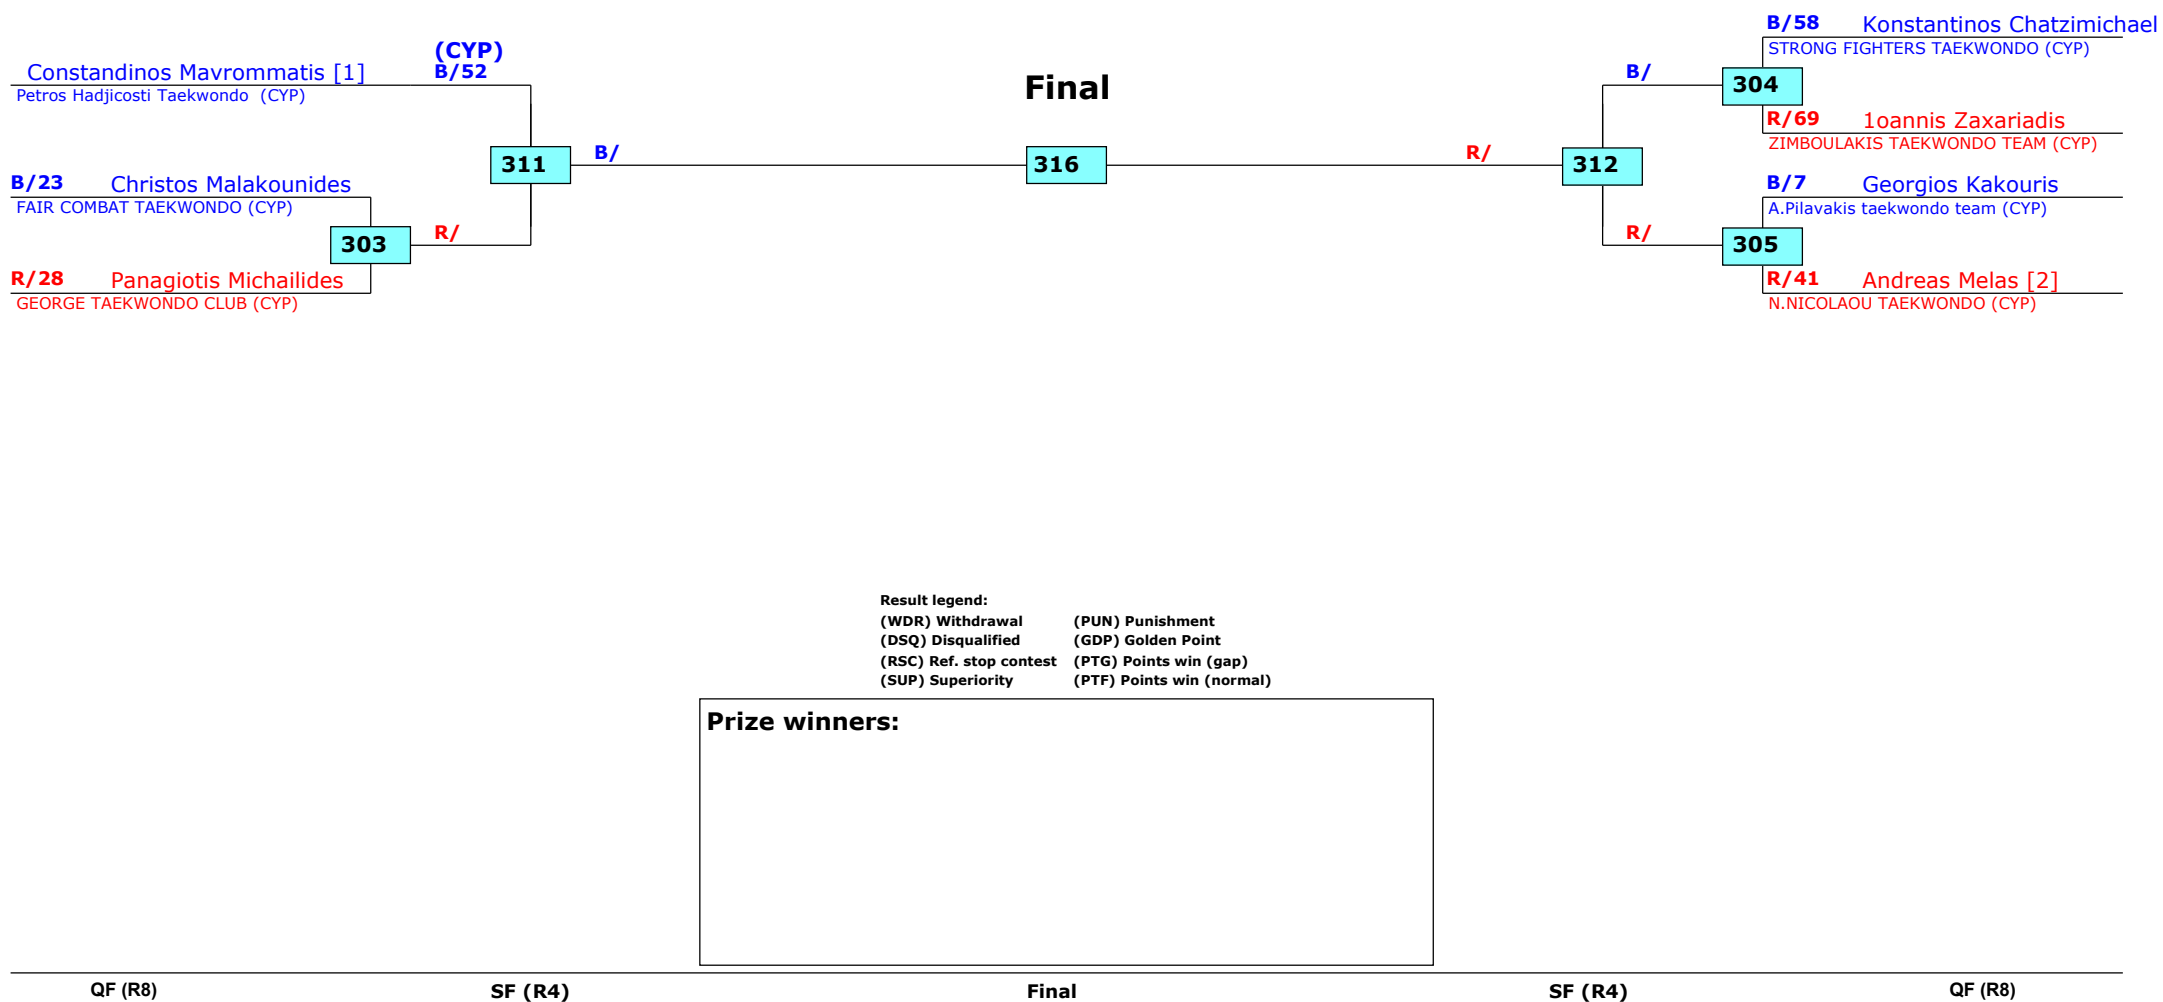 (CYP)
Constandinos Mavrommatis [1] B/52
Petros Hadjicosti Taekwondo (CYP)
311
B/
B/23 Christos Malakounides
FAIR COMBAT TAEKWONDO (CYP)
303
R/
R/28 Panagiotis Michailides
GEORGE TAEKWONDO CLUB (CYP)
Final
316
B/58 Konstantinos Chatzimichael
STRONG FIGHTERS TAEKWONDO (CYP)
B/
304
R/69 1oannis Zaxariadis
ZIMBOULAKIS TAEKWONDO TEAM (CYP)
R/
312
B/7 Georgios Kakouris
A.Pilavakis taekwondo team (CYP)
R/
305
R/41 Andreas Melas [2]
N.NICOLAOU TAEKWONDO (CYP)
Result legend:
(WDR) Withdrawal (PUN) Punishment
(DSQ) Disqualified (GDP) Golden Point
(RSC) Ref. stop contest (PTG) Points win (gap)
(SUP) Superiority (PTF) Points win (normal)
Prize winners:
QF (R8) SF (R4) Final SF (R4) QF (R8)